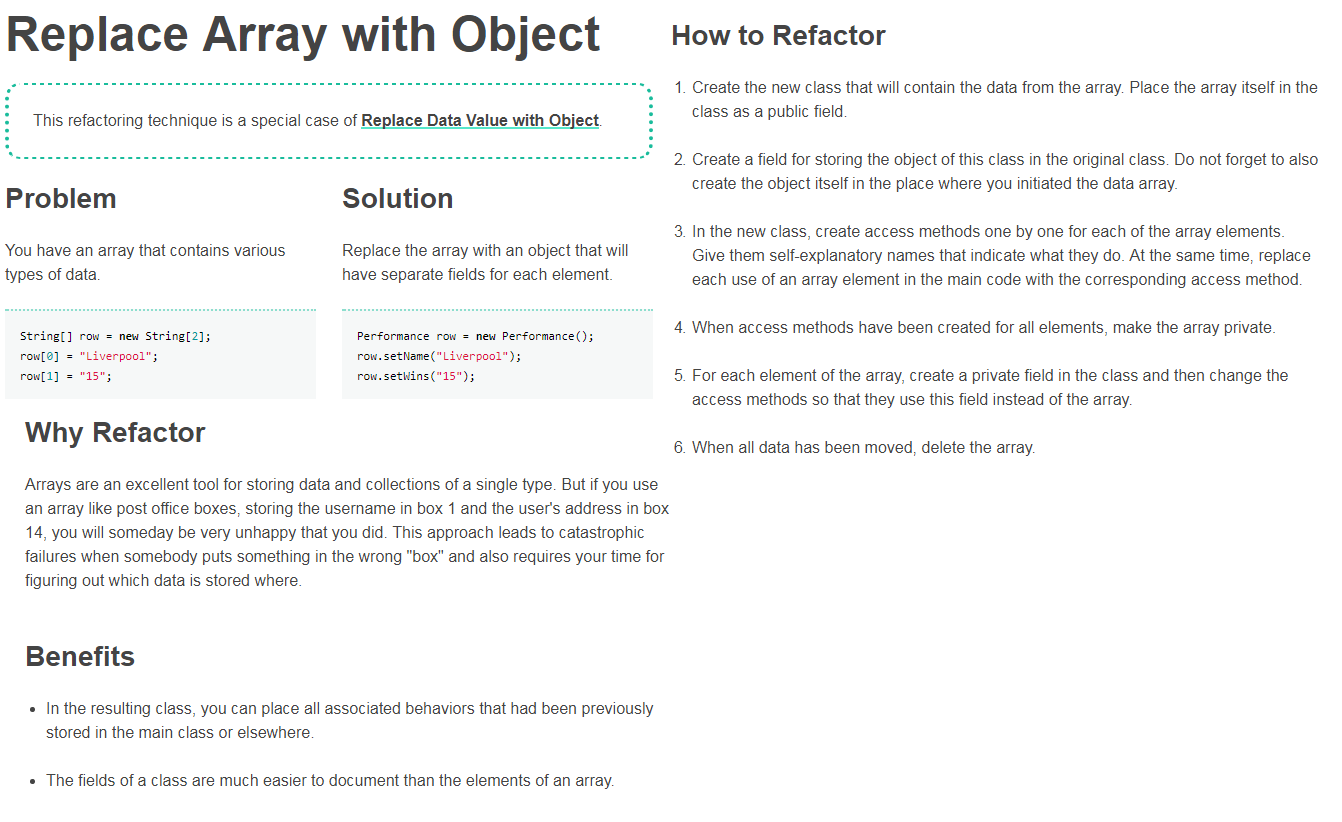 Replace Array with Object
This refactoring technique is a special case of Replace Data Value with Object.
Problem
You have an array that contains various
types of data.
String[] row = new String[2];
row[0] = "Liverpool";
row[1] = "15";
Solution
Replace the array with an object that will
have separate fields for each element.
Performance row = new Performance();
row.setName("Liverpool");
row.setWins("15");
Why Refactor
Arrays are an excellent tool for storing data and collections of a single type. But if you use
an array like post office boxes, storing the username in box 1 and the user's address in box
14, you will someday be very unhappy that you did. This approach leads to catastrophic
failures when somebody puts something in the wrong "box" and also requires your time for
figuring out which data is stored where.
Benefits
• In the resulting class, you can place all associated behaviors that had been previously
stored in the main class or elsewhere.
• The fields of a class are much easier to document than the elements of an array.
How to Refactor
1. Create the new class that will contain the data from the array. Place the array itself in the
class as a public field.
2. Create a field for storing the object of this class in the original class. Do not forget to also
create the object itself in the place where you initiated the data array.
3. In the new class, create access methods one by one for each of the array elements.
Give them self-explanatory names that indicate what they do. At the same time, replace
each use of an array element in the main code with the corresponding access method.
4. When access methods have been created for all elements, make the array private.
5. For each element of the array, create a private field in the class and then change the
access methods so that they use this field instead of the array.
6. When all data has been moved, delete the array.